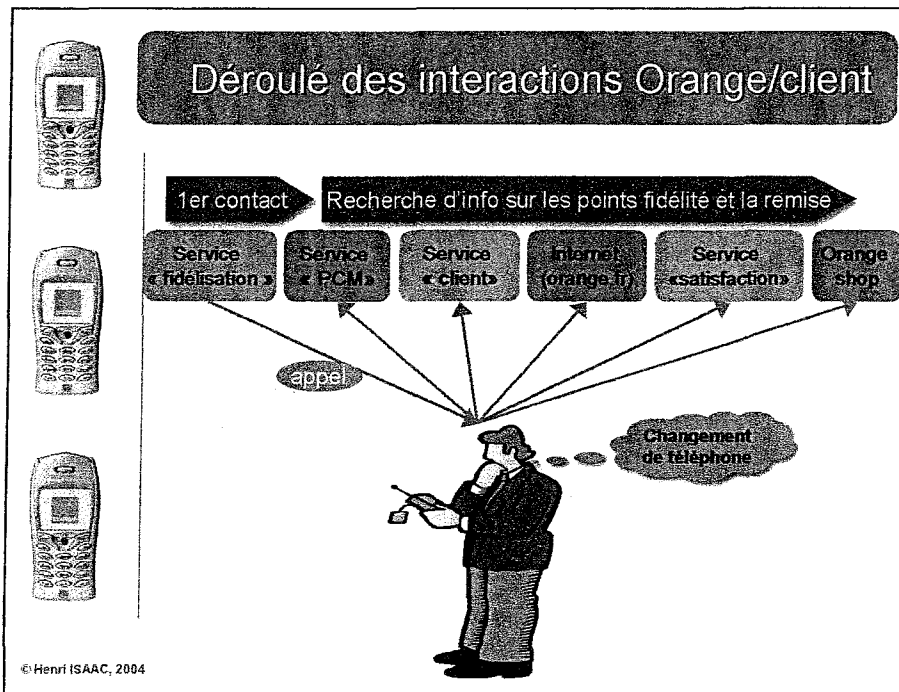 Déroulé des interactions Orange/client
1er contact
Recherche d'info sur les points fidélité et la remise
Service
« fidélisation »
Service
« PCM»
Service
« client»
Internet
(orange.fr)
Service
«satisfaction»
Orange
shop
appel
Changement
de téléphone
© Henri ISAAC, 2004